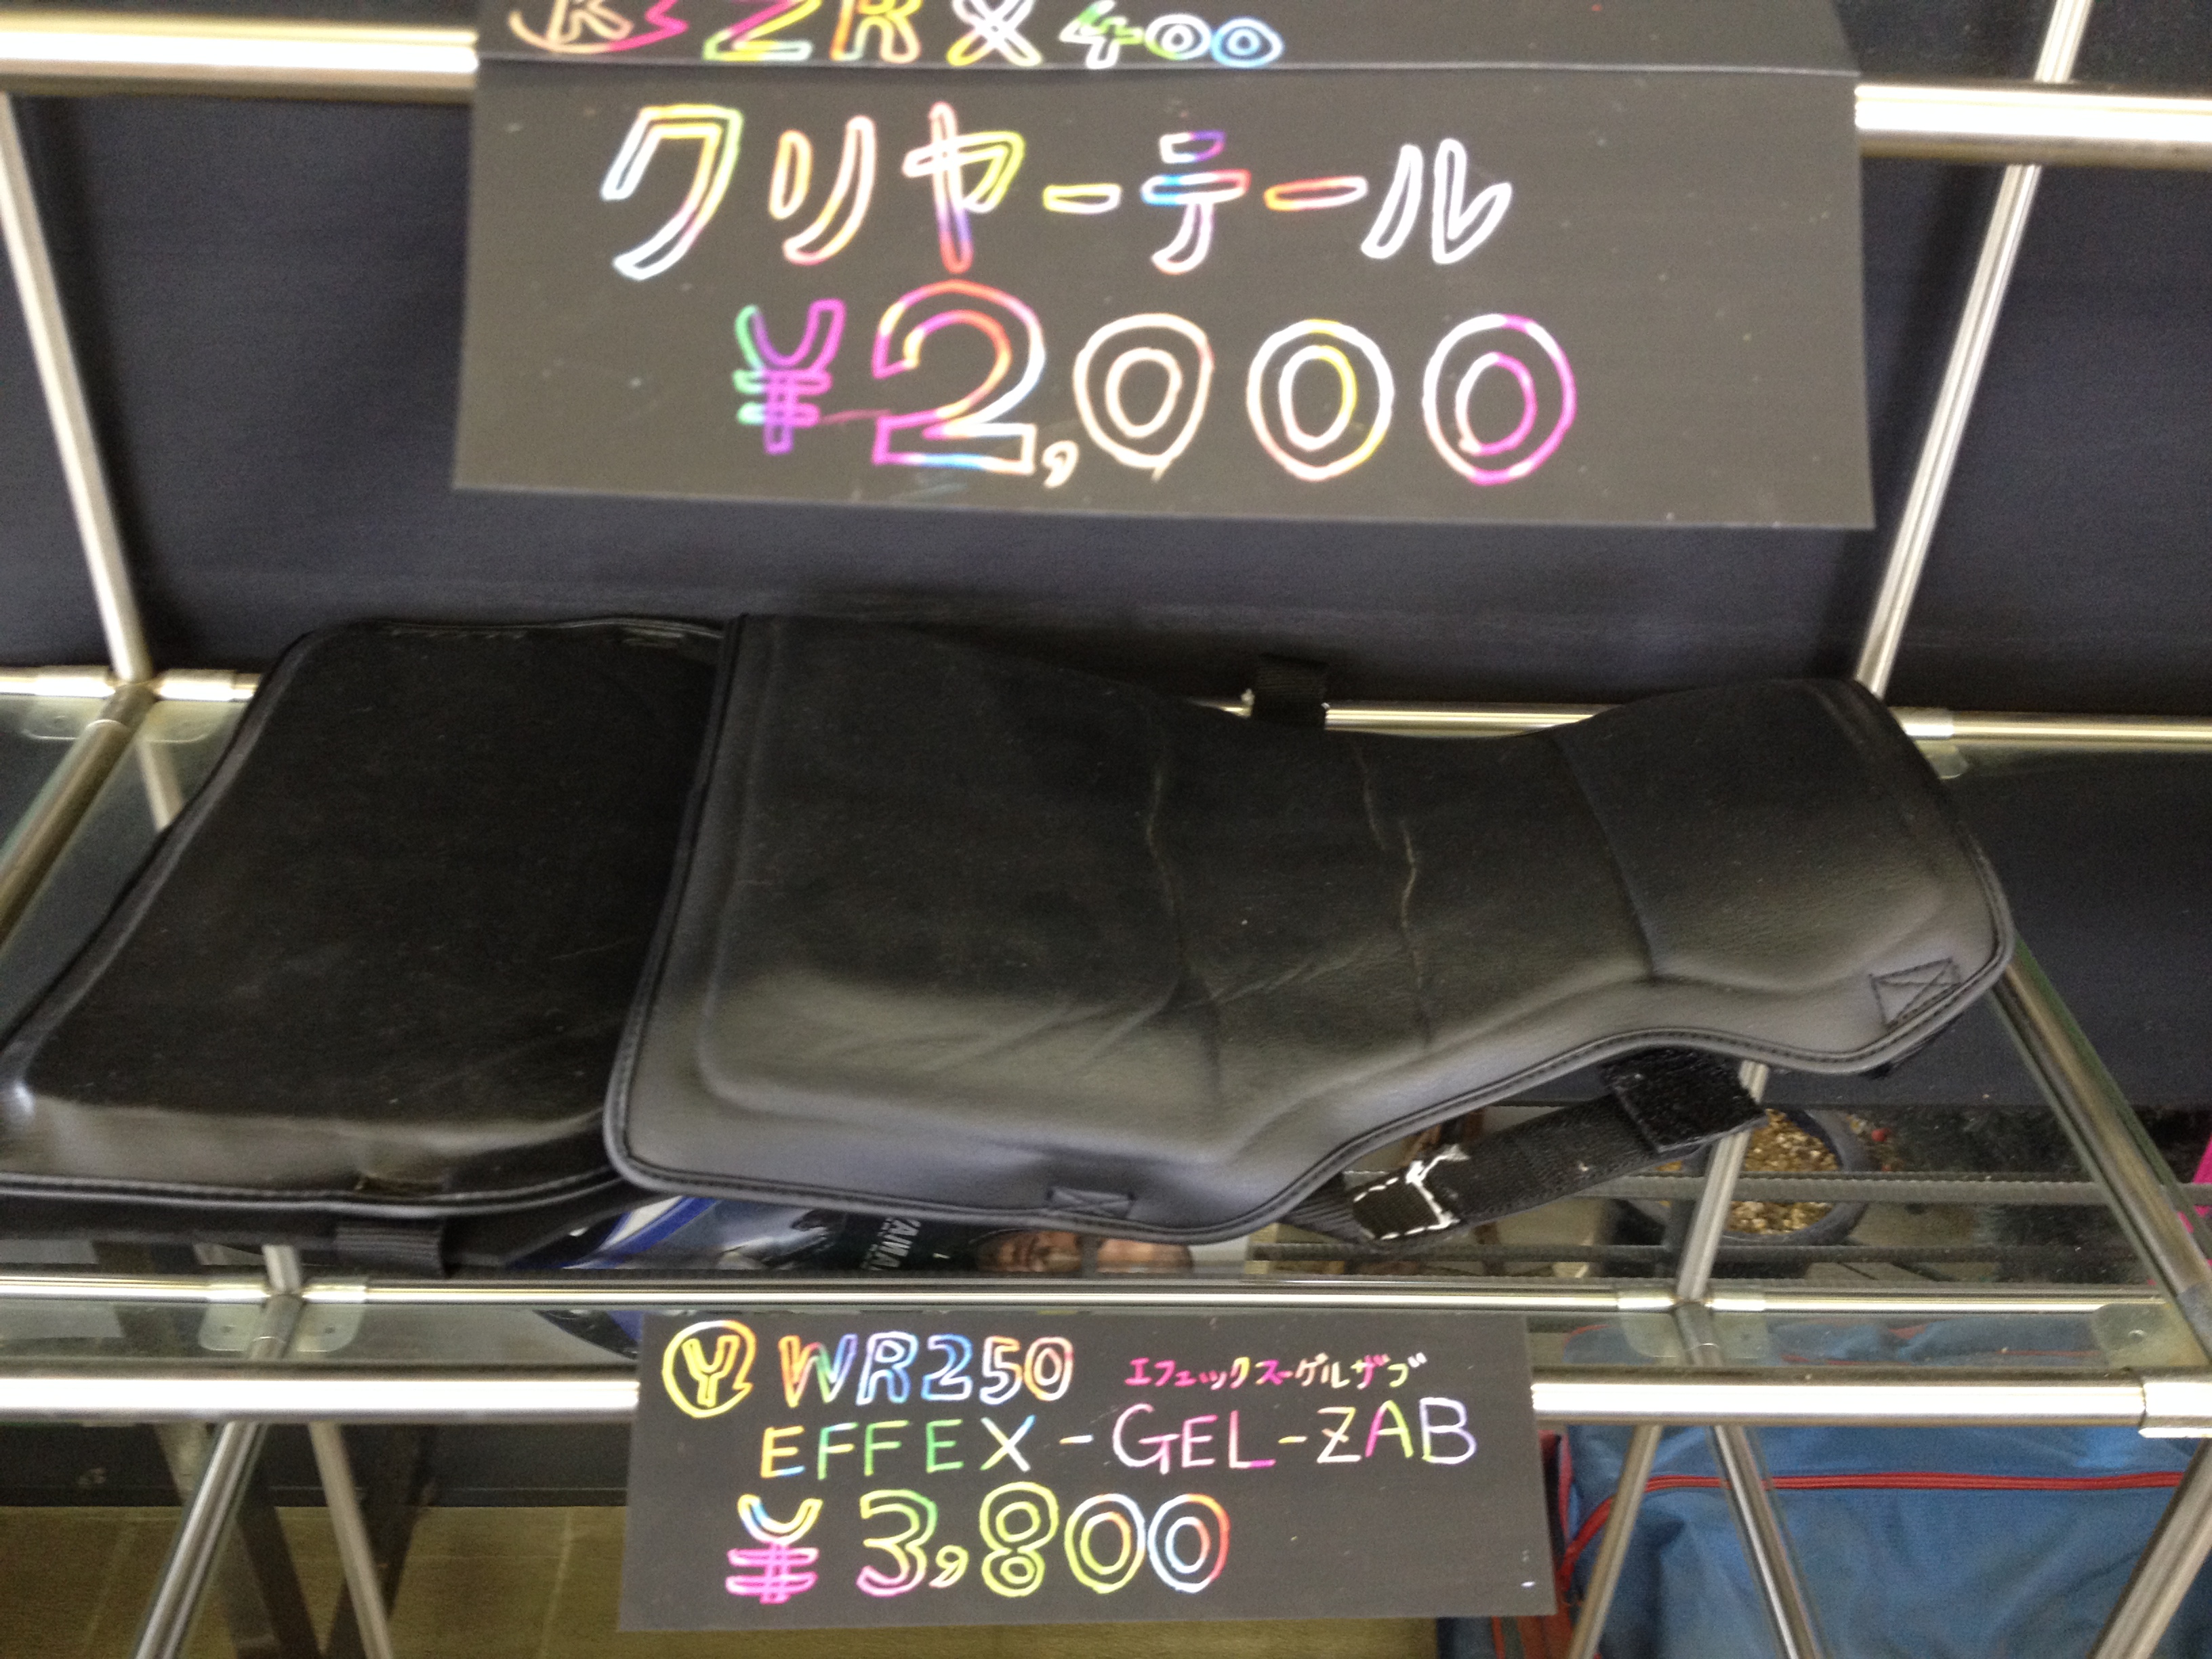 Ⓚ ZRX400
クリヤーテール
¥2,000
Ⓨ WR250 エフェックスーゲルザブ
EFFEX-GEL-ZAB
¥3,800